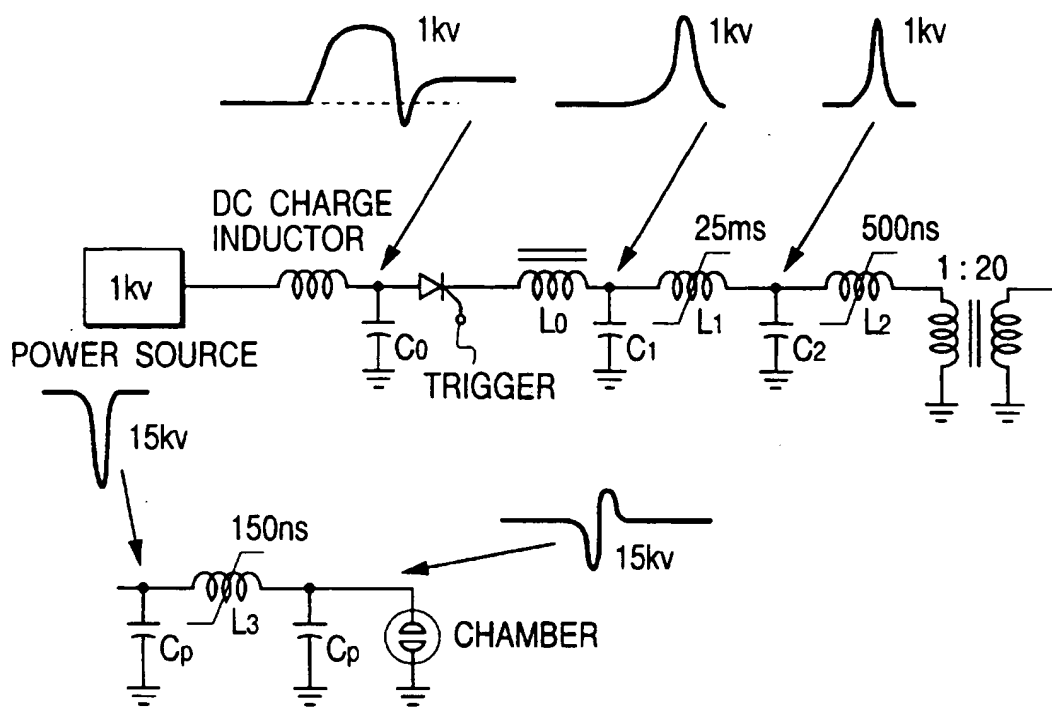 1kv
1kv
1kv
DC CHARGE
INDUCTOR
25ms
500ns
1 : 20
1kv
L0
L1
L2
C0
C1
C2
POWER SOURCE
TRIGGER
15kv
150ns
15kv
L3
Cp
Cp
CHAMBER